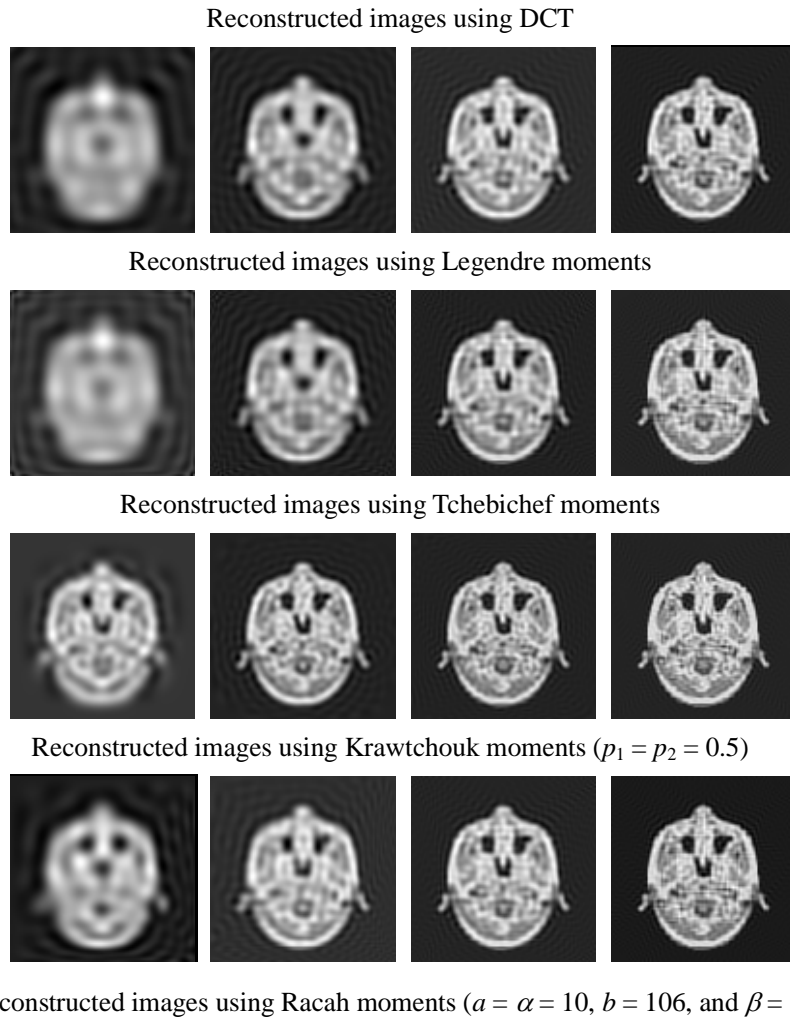 Reconstructed images using DCT
Reconstructed images using Legendre moments
Reconstructed images using Tchebichef moments
Reconstructed images using Krawtchouk moments (p₁ = p₂ = 0.5)
constructed images using Racah moments (a = α = 10, b = 106, and β =